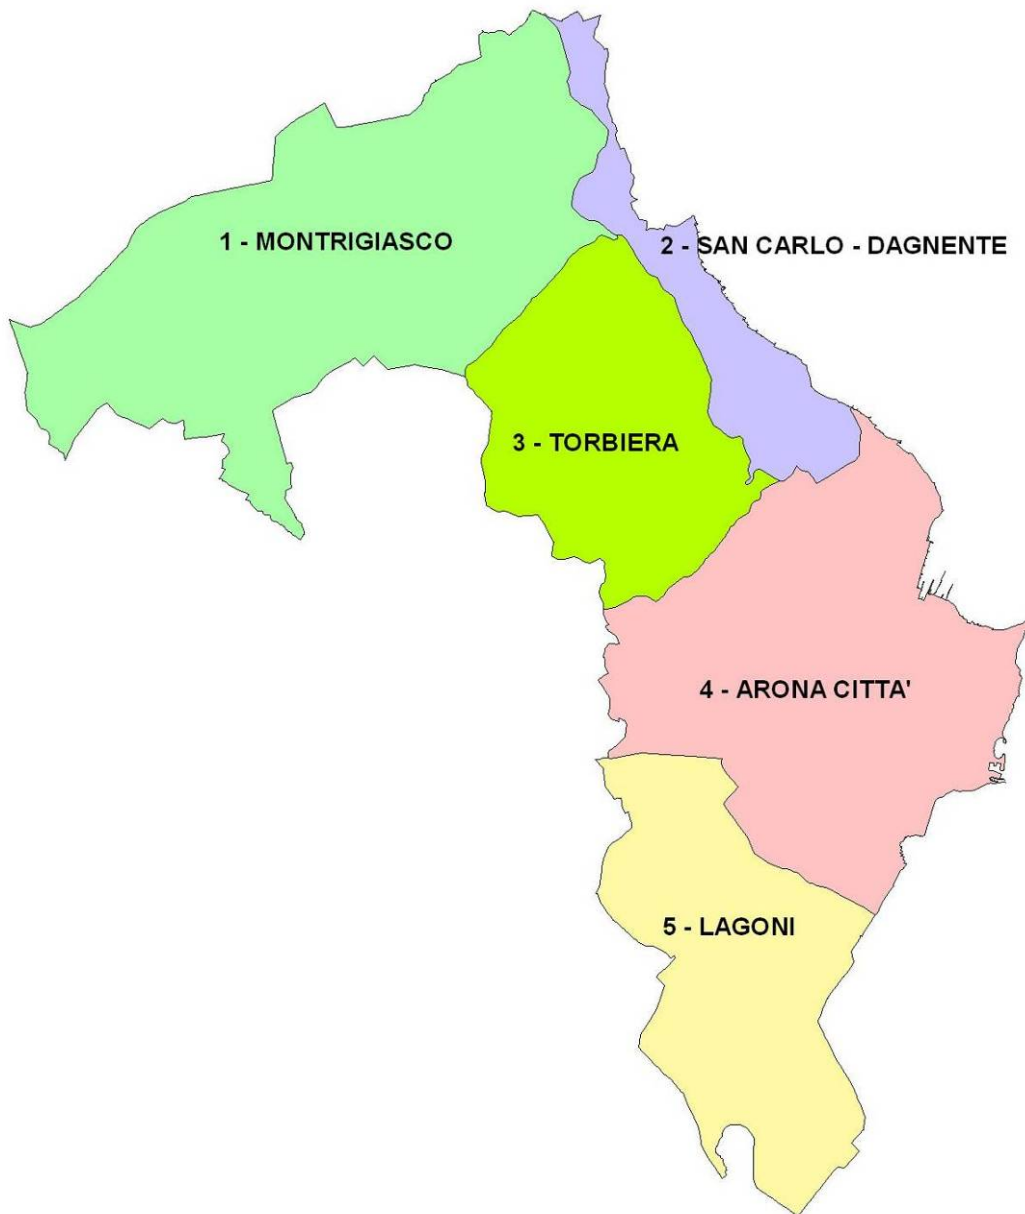 1 - MONTRIGIASCO
2 - SAN CARLO - DAGNENTE
3 - TORBIERA
4 - ARONA CITTA'
5 - LAGONI